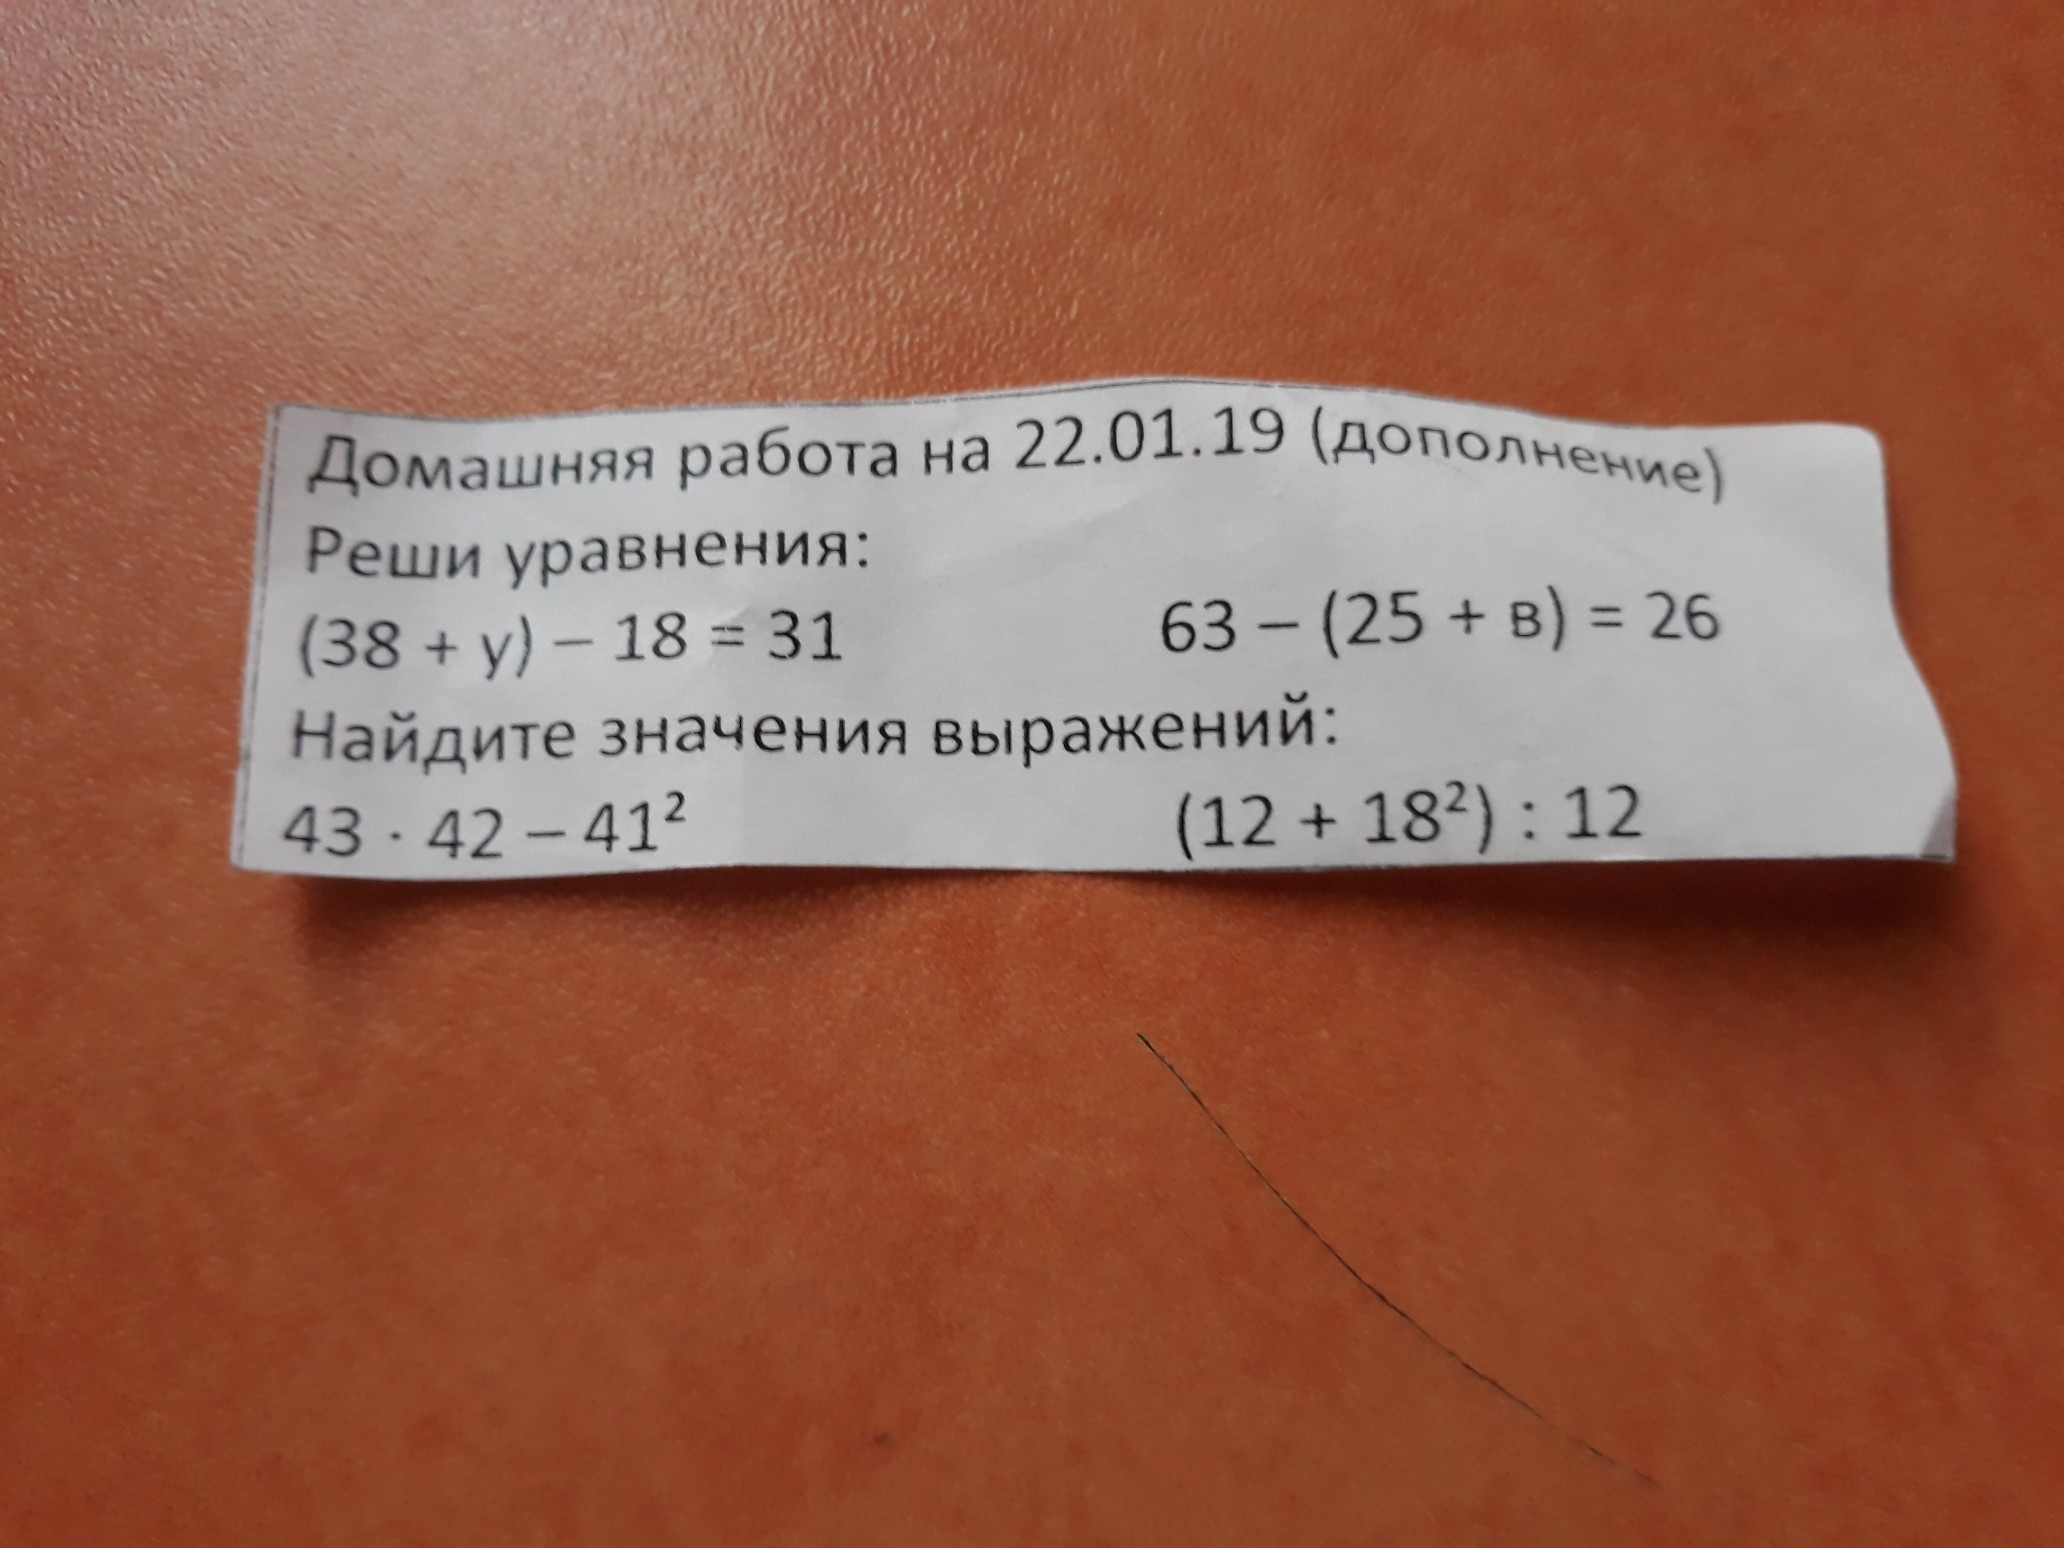 Домашняя работа на 22.01.19 (дополнение)
Реши уравнения:
(38 + у) – 18 = 31 63 – (25 + в) = 26
Найдите значения выражений:
43 · 42 – 41² (12 + 18²) : 12